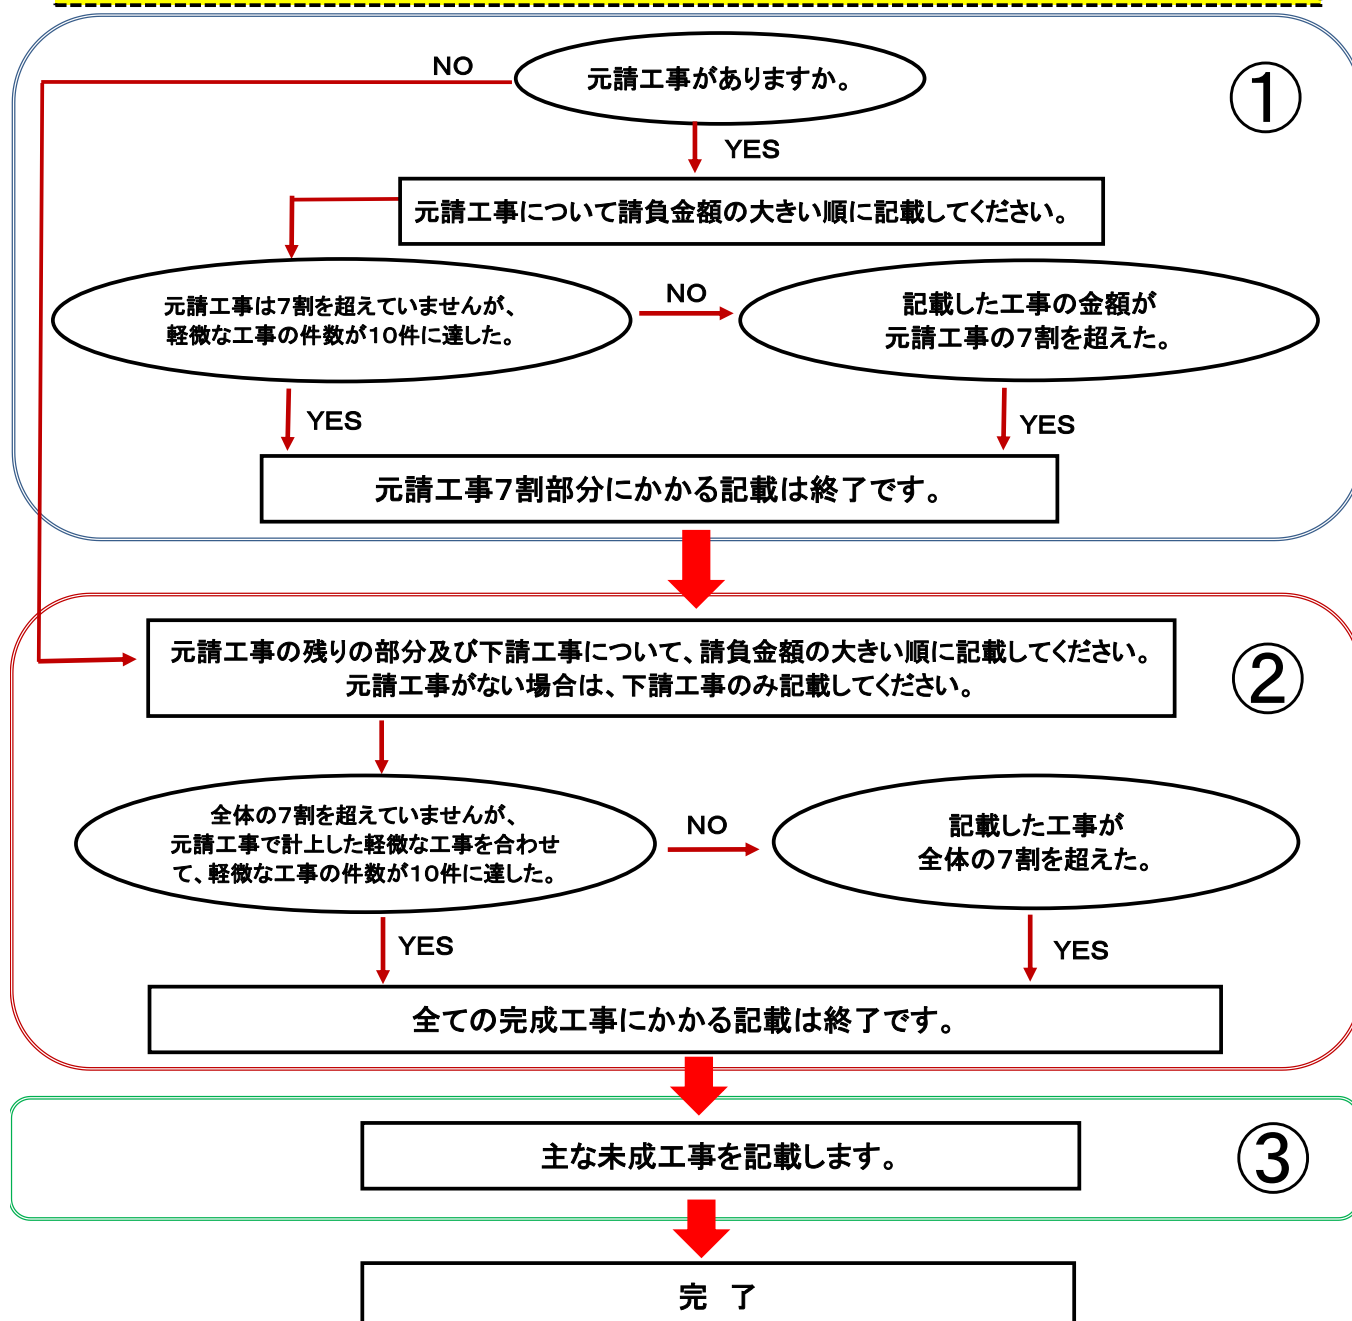 元請工事がありますか。
NO
①
YES
元請工事について請負金額の大きい順に記載してください。
元請工事は７割を超えていませんが、
軽微な工事の件数が１０件に達した。
NO
記載した工事の金額が
元請工事の７割を超えた。
YES
YES
元請工事７割部分にかかる記載は終了です。
元請工事の残りの部分及び下請工事について、請負金額の大きい順に記載してください。
元請工事がない場合は、下請工事のみ記載してください。
②
全体の７割を超えていませんが、
元請工事で計上した軽微な工事を合わせ
て、軽微な工事の件数が１０件に達した。
NO
記載した工事が
全体の７割を超えた。
YES
YES
全ての完成工事にかかる記載は終了です。
主な未成工事を記載します。
③
完　了